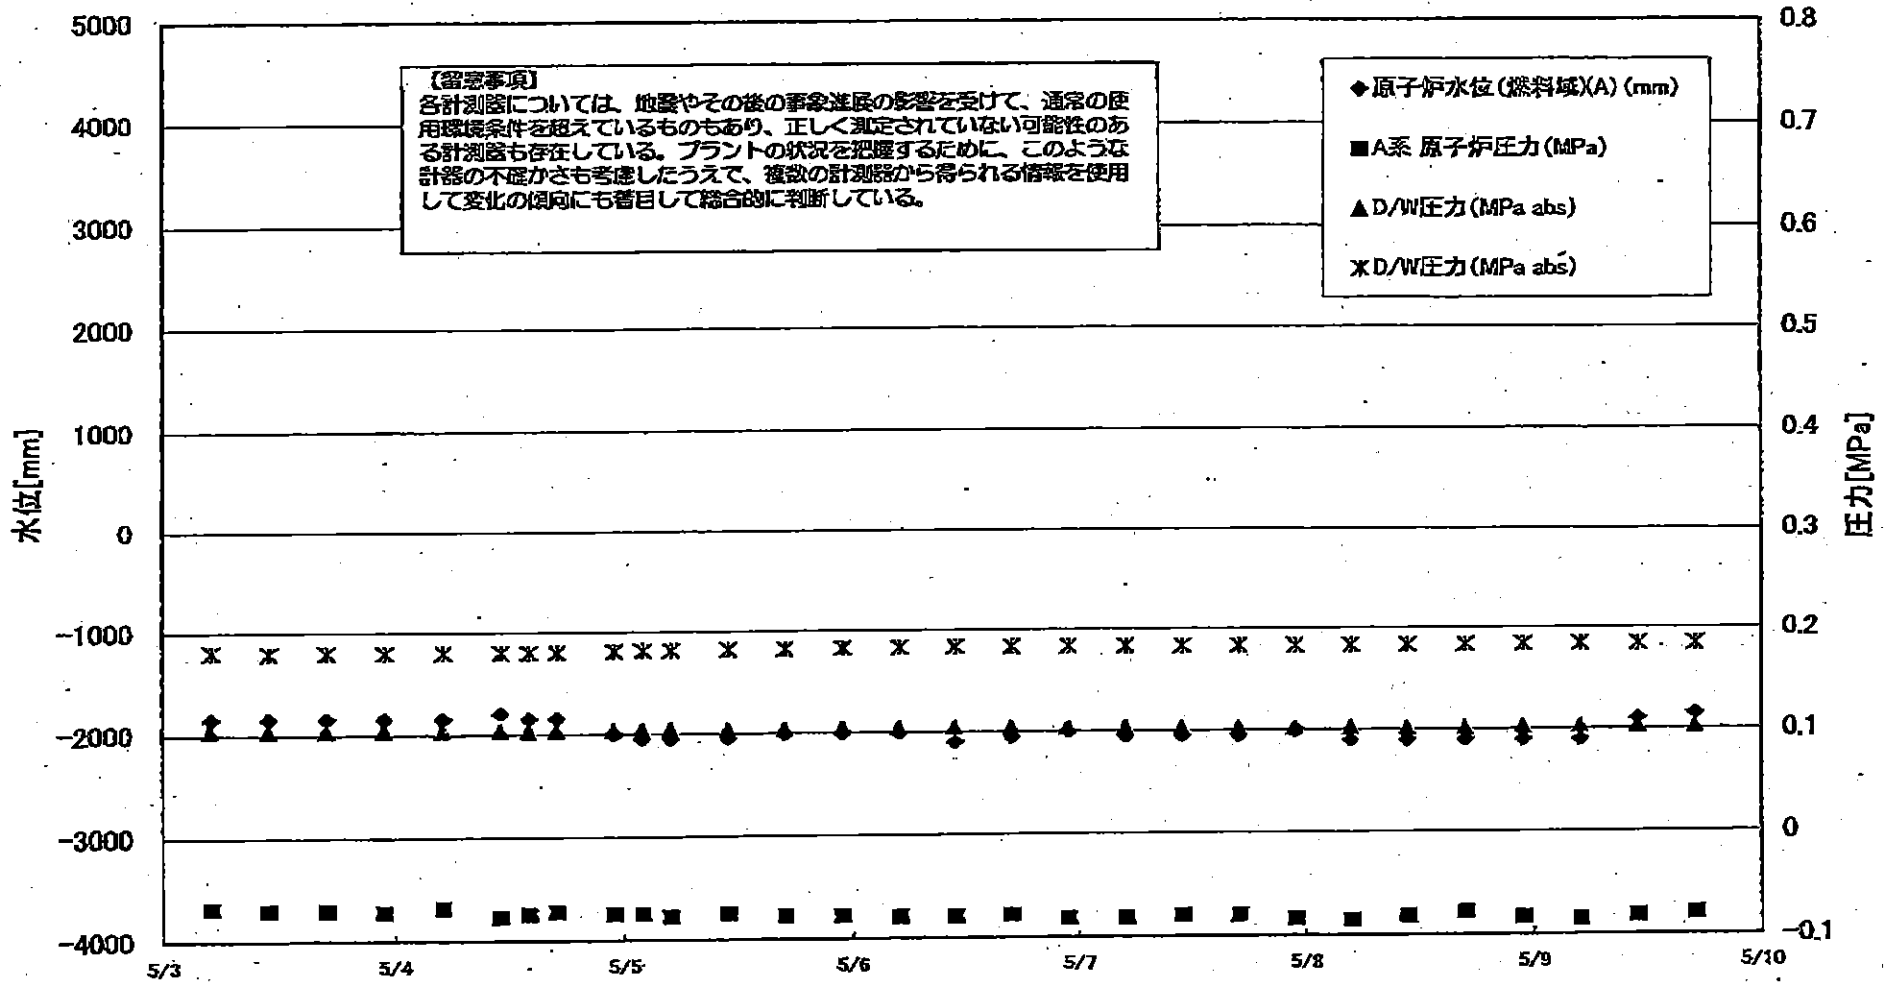 5000
4000
3000
2000
1000
0
-1000
-2000
-3000
-4000
水位[mm]
【留意事項】
各計測器については、地震やその後の事象進展の影響を受けて、通常の使
用環境条件を超えているものもあり、正しく測定されていない可能性のあ
る計測器も存在している。プラントの状況を把握するために、このような
計器の不確かさも考慮したうえで、複数の計測器から得られる情報を使用
して変化の傾向にも着目して総合的に判断している。
◆原子炉水位(燃料域)(A)(mm)
■A系 原子炉圧力(MPa)
▲D/W圧力(MPa abs)
D/W圧力(MPa abs)
0.8
0.7
0.6
0.5
0.4
0.3
0.2
0.1
0
-0.1
圧力[MPa]
5/3 5/4 5/5 5/6 5/7 5/8 5/9 5/10